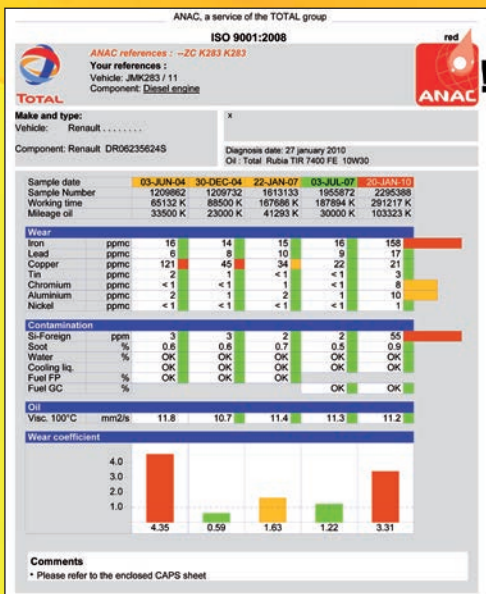 ANAC, a service of the TOTAL group
ISO 9001:2008 red
ANAC references : --ZC K283 K283
Your references :
Vehicle: JMK283 / 11
Component: Diesel engine
TOTAL
ANAC
!
Make and type:
Vehicle: Renault . . . . . . . .
Component: Renault DR06235624S
x
Diagnosis date: 27 january 2010
Oil : Total Rubia TIR 7400 FE 10W30
Sample date 03-JUN-04 30-DEC-04 22-JAN-07 03-JUL-07 20-JAN-10
Sample Number 1209862 1209732 1613133 1955872 2295388
Working time 65132 K 88500 K 167686 K 187894 K 291217 K
Mileage oil 33500 K 23000 K 41293 K 30000 K 103323 K
Wear
Iron ppmc 16 14 15 16 158
Lead ppmc 6 8 10 9 17
Copper ppmc 121 45 34 22 21
Tin ppmc 2 1 < 1 < 1 3
Chromium ppmc < 1 < 1 1 < 1 8
Aluminium ppmc 2 1 2 1 10
Nickel ppmc < 1 < 1 < 1 < 1 1
Contamination
Si-Foreign ppm 3 3 2 2 55
Soot % 0.6 0.6 0.7 0.5 0.9
Water % OK OK OK OK OK
Cooling liq. OK OK OK OK OK
Fuel FP % OK OK OK
Fuel GC % OK OK
Oil
Visc. 100°C mm2/s 11.8 10.7 11.4 11.3 11.2
Wear coefficient
4.0
3.0
2.0
1.0
4.35 0.59 1.63 1.22 3.31
Comments
• Please refer to the enclosed CAPS sheet